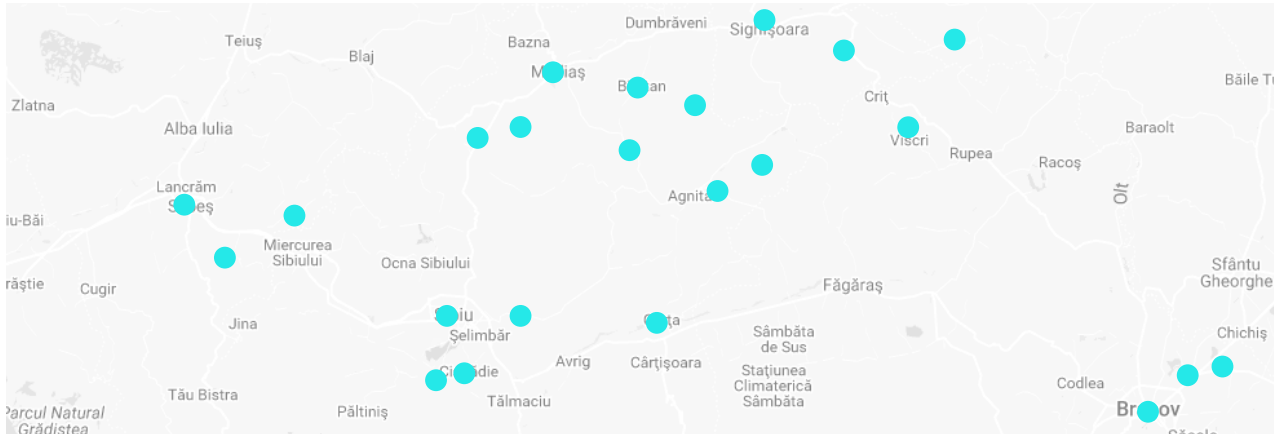 Dumbrăveni
Sighişoara
Teiuş
Bazna
Blaj
Băile Tu
Zlatna
Criţ
Alba Iulia
Baraolt
Viscri
Rupea
Racoş
Lancrăm
Agnita
Olt
iu-Băi
Miercurea
Sibiului
Ocna Sibiului
Sfântu
Gheorghe
răştie
Cugir
Făgăraş
Jina
Şelimbăr
Sâmbăta
de Sus
Chichiş
Avrig
Cârţişoara
Staţiunea
Climaterică
Sâmbăta
Codlea
Tău Bistra
Tălmaciu
Păltiniş
Parcul Natural
Grădiştea